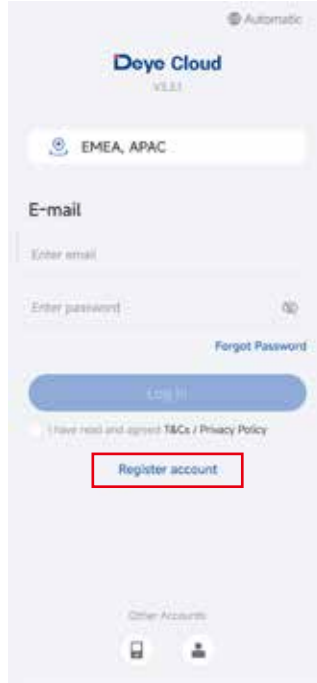 Automatic
Deye Cloud
EMEA, APAC
E-mail
Enter email
Enter password
Forgot Password
Log In
I have read and agreed T&Cs / Privacy Policy
Register account
Other Accounts